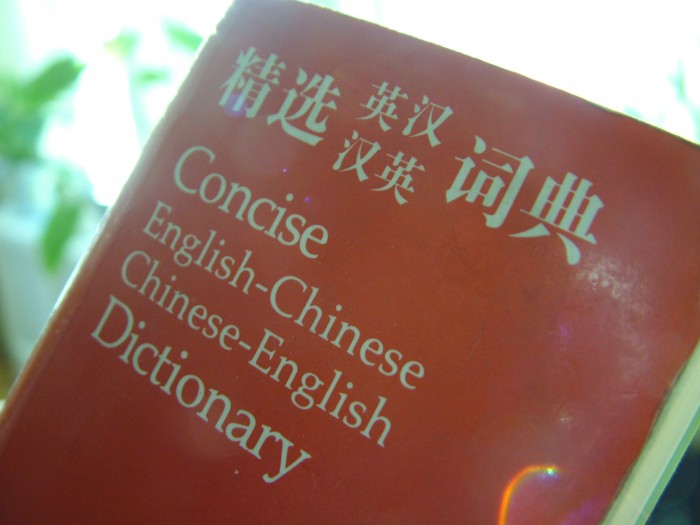 精选 英汉 词典
汉英
Concise
English-Chinese
Chinese-English
Dictionary